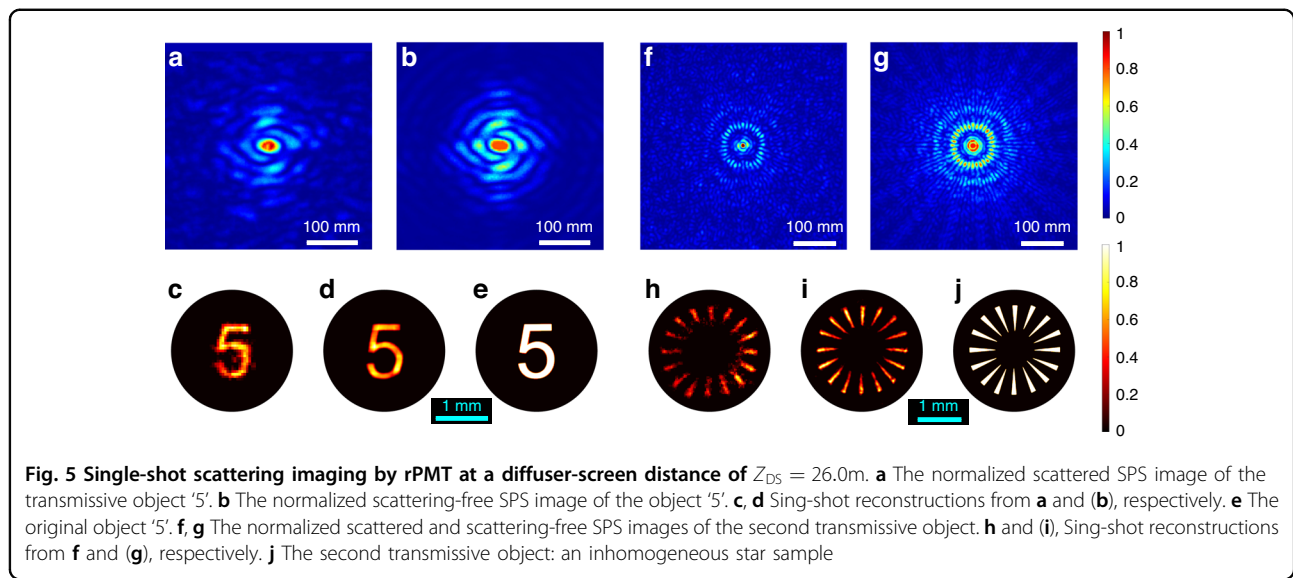 a b f g
1
0.8
0.6
0.4
0.2
0
100 mm 100 mm 100 mm 100 mm
c d e h i j
1
0.8
0.6
0.4
0.2
0
5 5 5
1 mm 1 mm
Fig. 5 Single-shot scattering imaging by rPMT at a diffuser-screen distance of Z_DS = 26.0m. a The normalized scattered SPS image of the
transmissive object ‘5’. b The normalized scattering-free SPS image of the object ‘5’. c, d Sing-shot reconstructions from a and (b), respectively. e The
original object ‘5’. f, g The normalized scattered and scattering-free SPS images of the second transmissive object. h and (i), Sing-shot reconstructions
from f and (g), respectively. j The second transmissive object: an inhomogeneous star sample